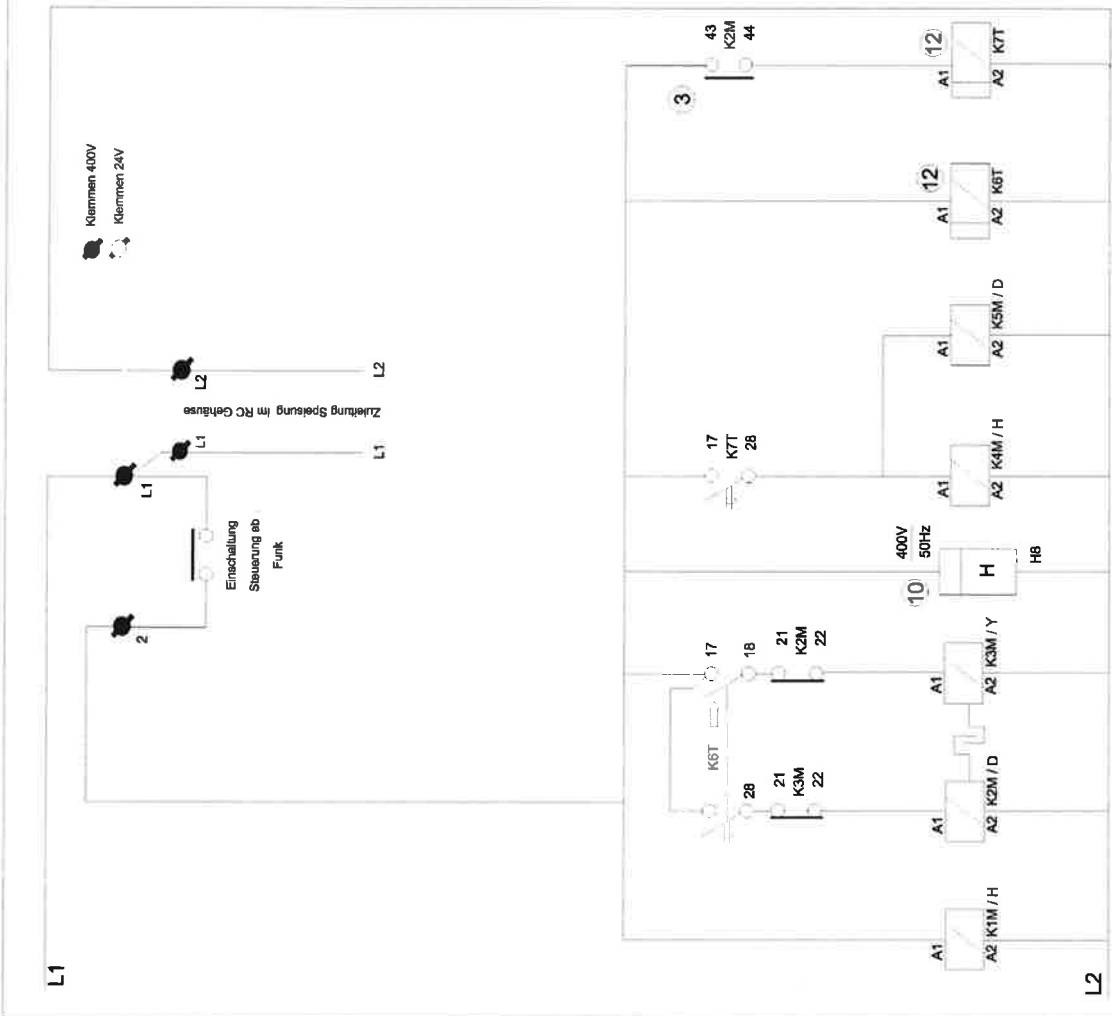 L1
Klemmen 400V
Klemmen 24V
L2
L2
L1
L1
L1
Zuleitung Speisung im RC Gehäuse
2
Einschaltung
Steuerung ab
Funk
43
K2M
44
3
12
A1
A2 K7T
12
A1
A2 K6T
A1
A2 K5M / D
17
K7T
28
A1
A2 K4M / H
400V
50Hz
10
H
H8
17
18
K6T
21
K2M
22
A1
A2 K3M / Y
28
21
K3M
22
A1
A2 K2M / D
A1
A2 K1M / H
L2